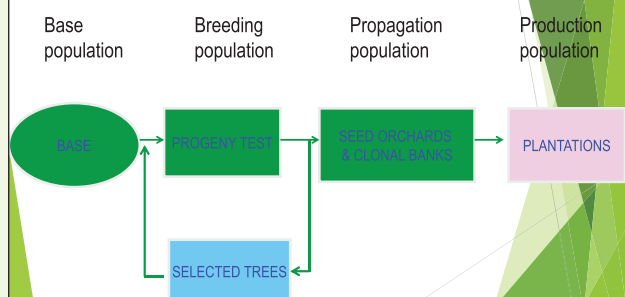 Base
population
Breeding
population
Propagation
population
Production
population
BASE
PROGENY TEST
SEED ORCHARDS
& CLONAL BANKS
PLANTATIONS
SELECTED TREES